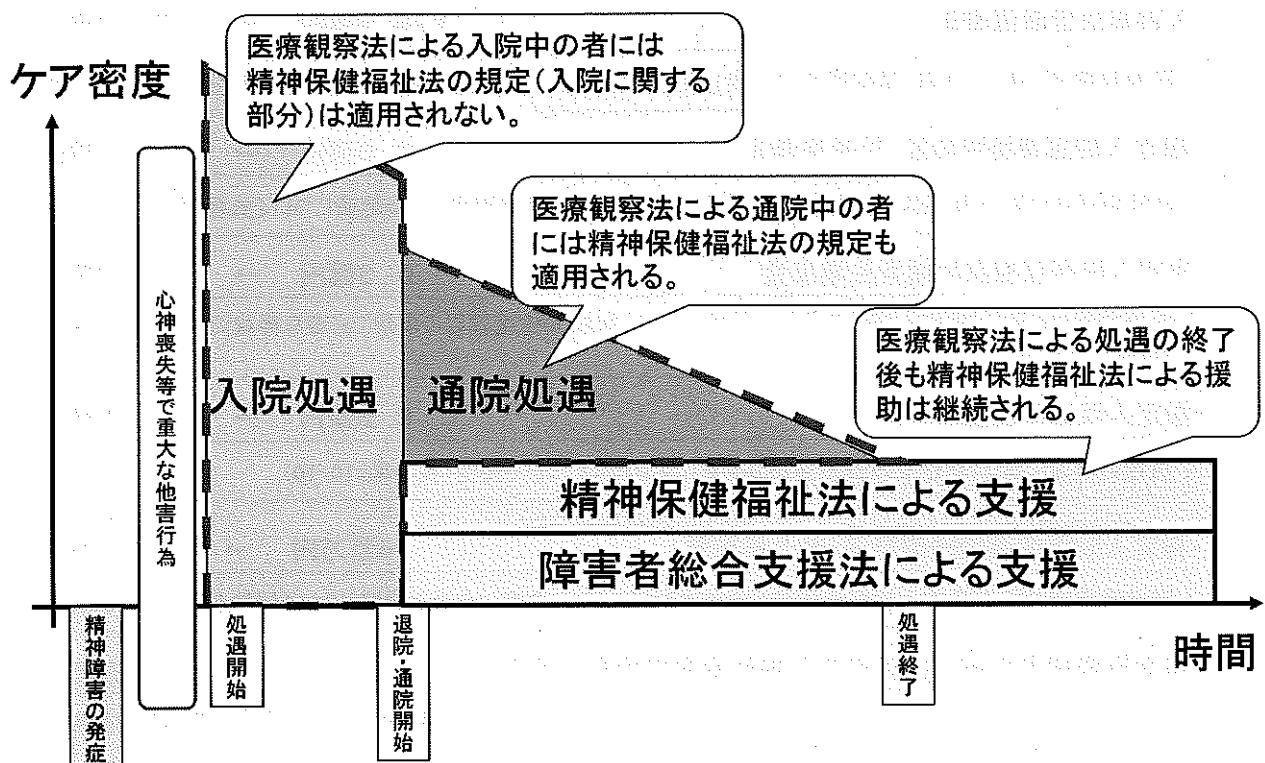 ケア密度
医療観察法による入院中の者には
精神保健福祉法の規定(入院に関する
部分)は適用されない。
医療観察法による通院中の者
には精神保健福祉法の規定も
適用される。
医療観察法による処遇の終了
後も精神保健福祉法による援
助は継続される。
心神喪失等で重大な他害行為
入院処遇
通院処遇
精神保健福祉法による支援
障害者総合支援法による支援
精神障害の発症
処遇開始
退院・通院開始
処遇終了
時間